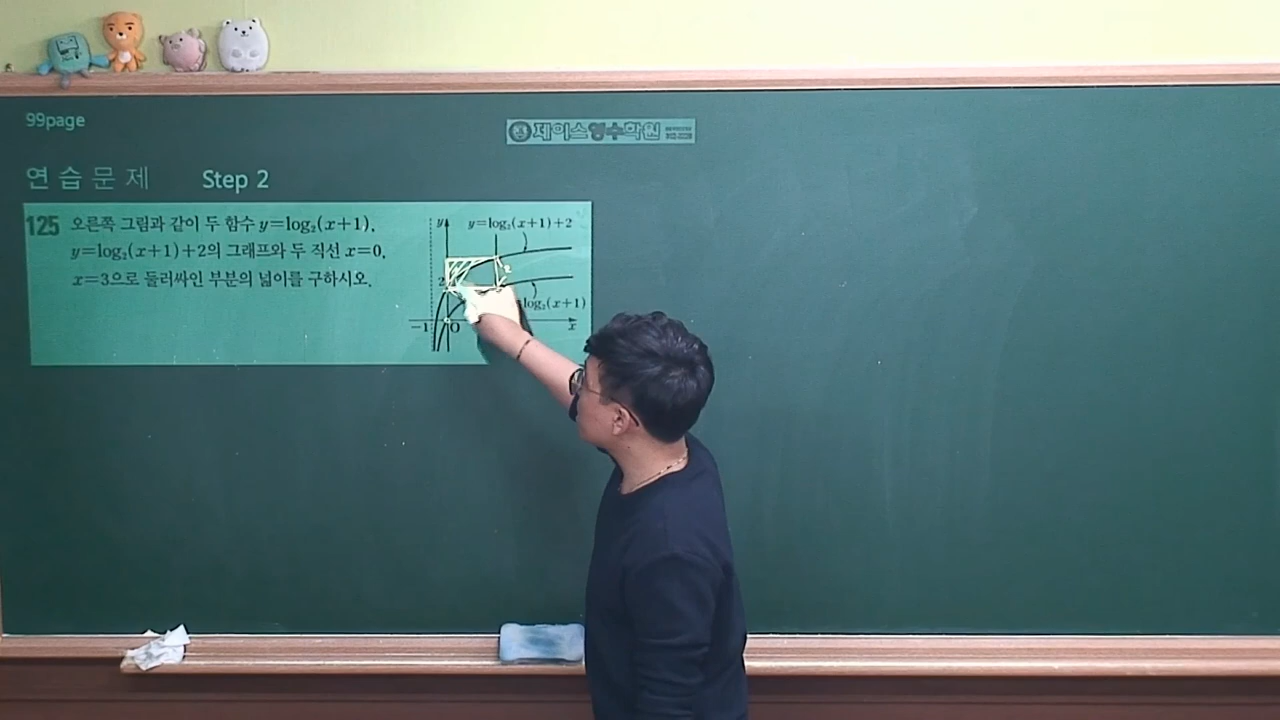 99page
제이스영수학원
연습문제 Step 2
125 오른쪽 그림과 같이 두 함수 y=log₂(x+1),
y=log₂(x+1)+2의 그래프와 두 직선 x=0,
x=3으로 둘러싸인 부분의 넓이를 구하시오.
y
y=log₂(x+1)+2
2
log₂(x+1)
-1 O x